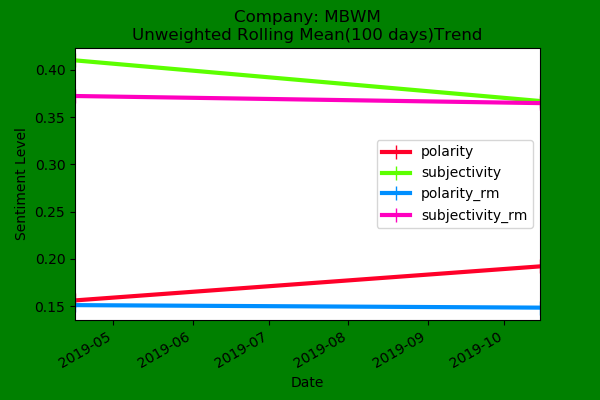 Company: MBWM
Unweighted Rolling Mean(100 days)Trend
Sentiment Level
0.40
0.35
0.30
0.25
0.20
0.15
polarity
subjectivity
polarity_rm
subjectivity_rm
2019-05
2019-06
2019-07
2019-08
2019-09
2019-10
Date